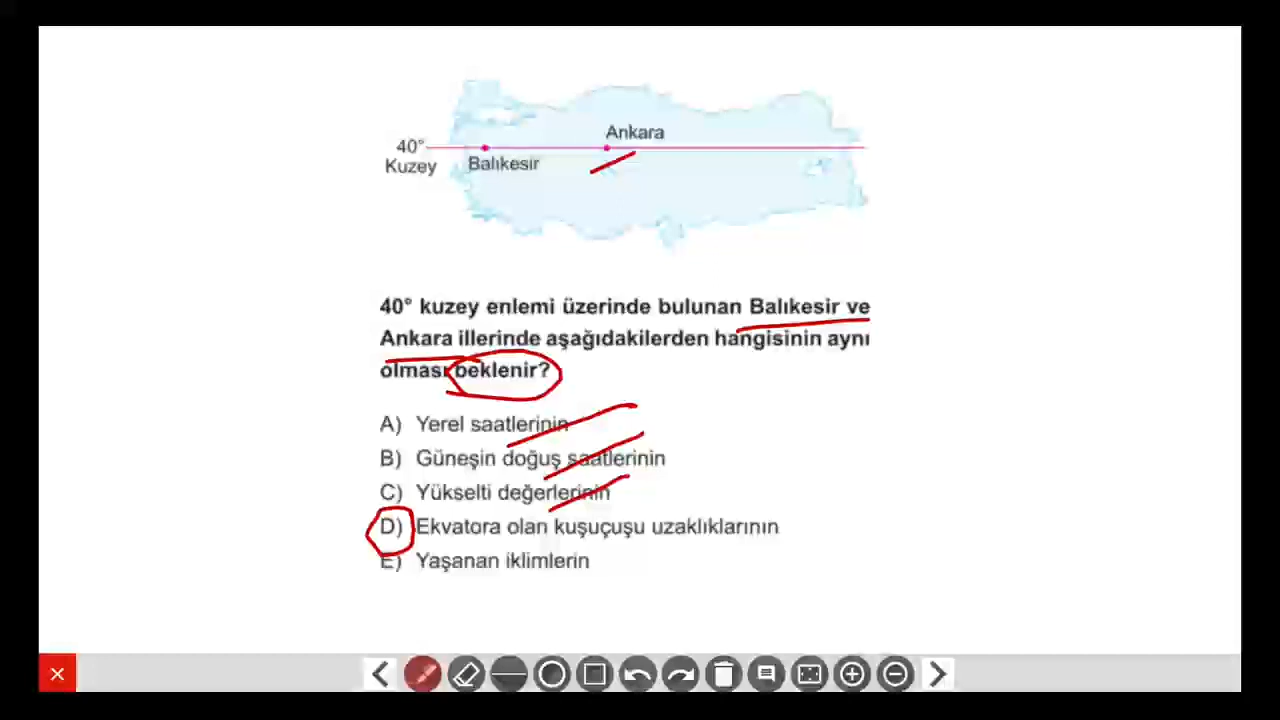 Ankara
40°
Kuzey
Balıkesir
40° kuzey enlemi üzerinde bulunan Balıkesir ve
Ankara illerinde aşağıdakilerden hangisinin aynı
olması beklenir?
A) Yerel saatlerinin
B) Güneşin doğuş saatlerinin
C) Yükselti değerlerinin
D) Ekvatora olan kuşuçuşu uzaklıklarının
E) Yaşanan iklimlerin